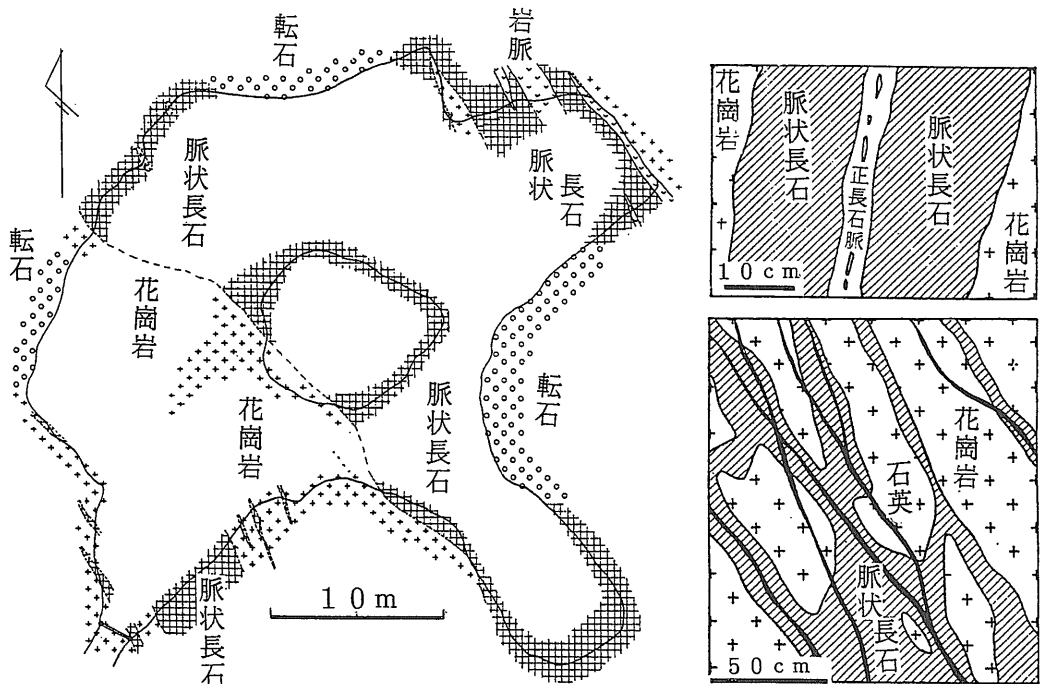 転石
岩脈
脈状長石
脈状
長石
転石
花崗岩
花崗岩
脈状長石
転石
脈状長石
10m
花崗岩
脈状長石
正長石脈
脈状長石
花崗岩
10cm
花崗岩
石英
脈状長石
50cm